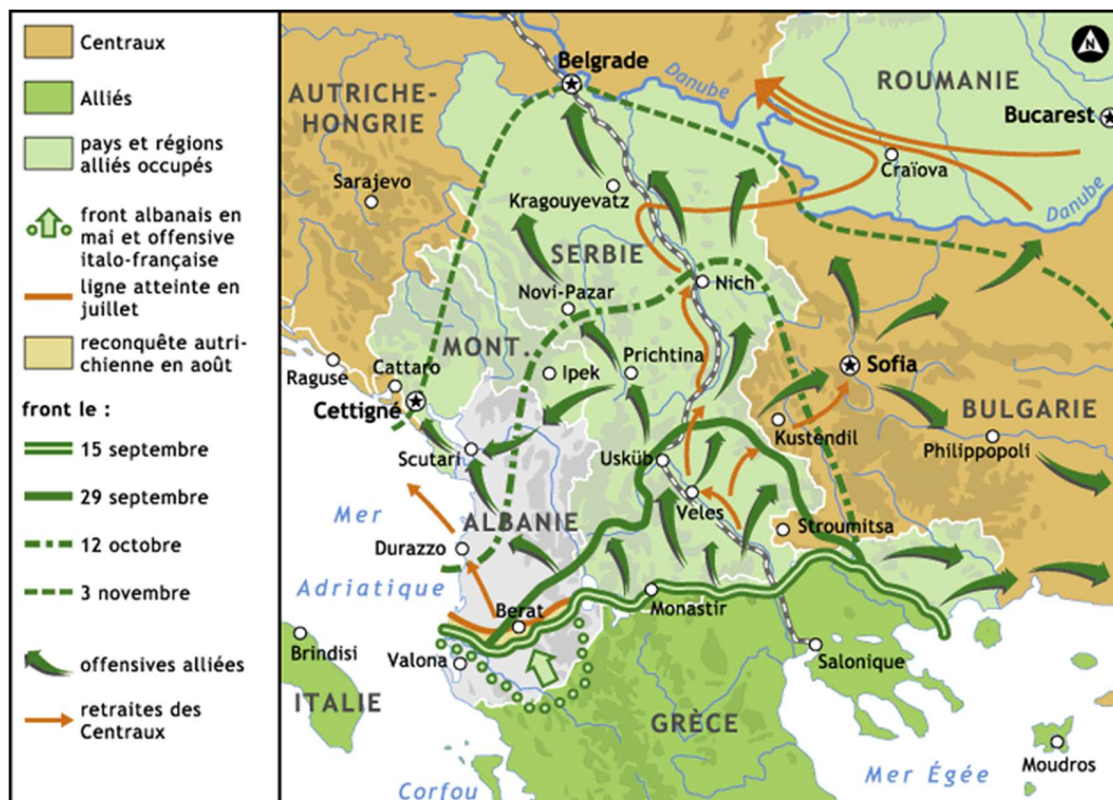 Centraux
Alliés
pays et régions
alliés occupés
front albanais en
mai et offensive
italo-française
ligne atteinte en
juillet
reconquête autri-
chienne en août
front le :
15 septembre
29 septembre
12 octobre
3 novembre
offensives alliées
retraites des
Centraux
N
Belgrade
Danube
Danube
ROUMANIE
AUTRICHE-
HONGRIE
Bucarest
Craïova
Sarajevo
Kragouyevatz
Danube
SERBIE
Novi-Pazar
Nich
MONT.
Prichtina
Raguse
Cattaro
Ipek
Sofia
Cettigné
BULGARIE
Kustendil
Philippopoli
Scutari
Usküb
Veles
Mer
Adriatique
ALBANIE
Stroumitsa
Durazzo
Berat
Monastir
Brindisi
Valona
Salonique
ITALIE
GRÈCE
Moudros
Mer Égée
Corfou